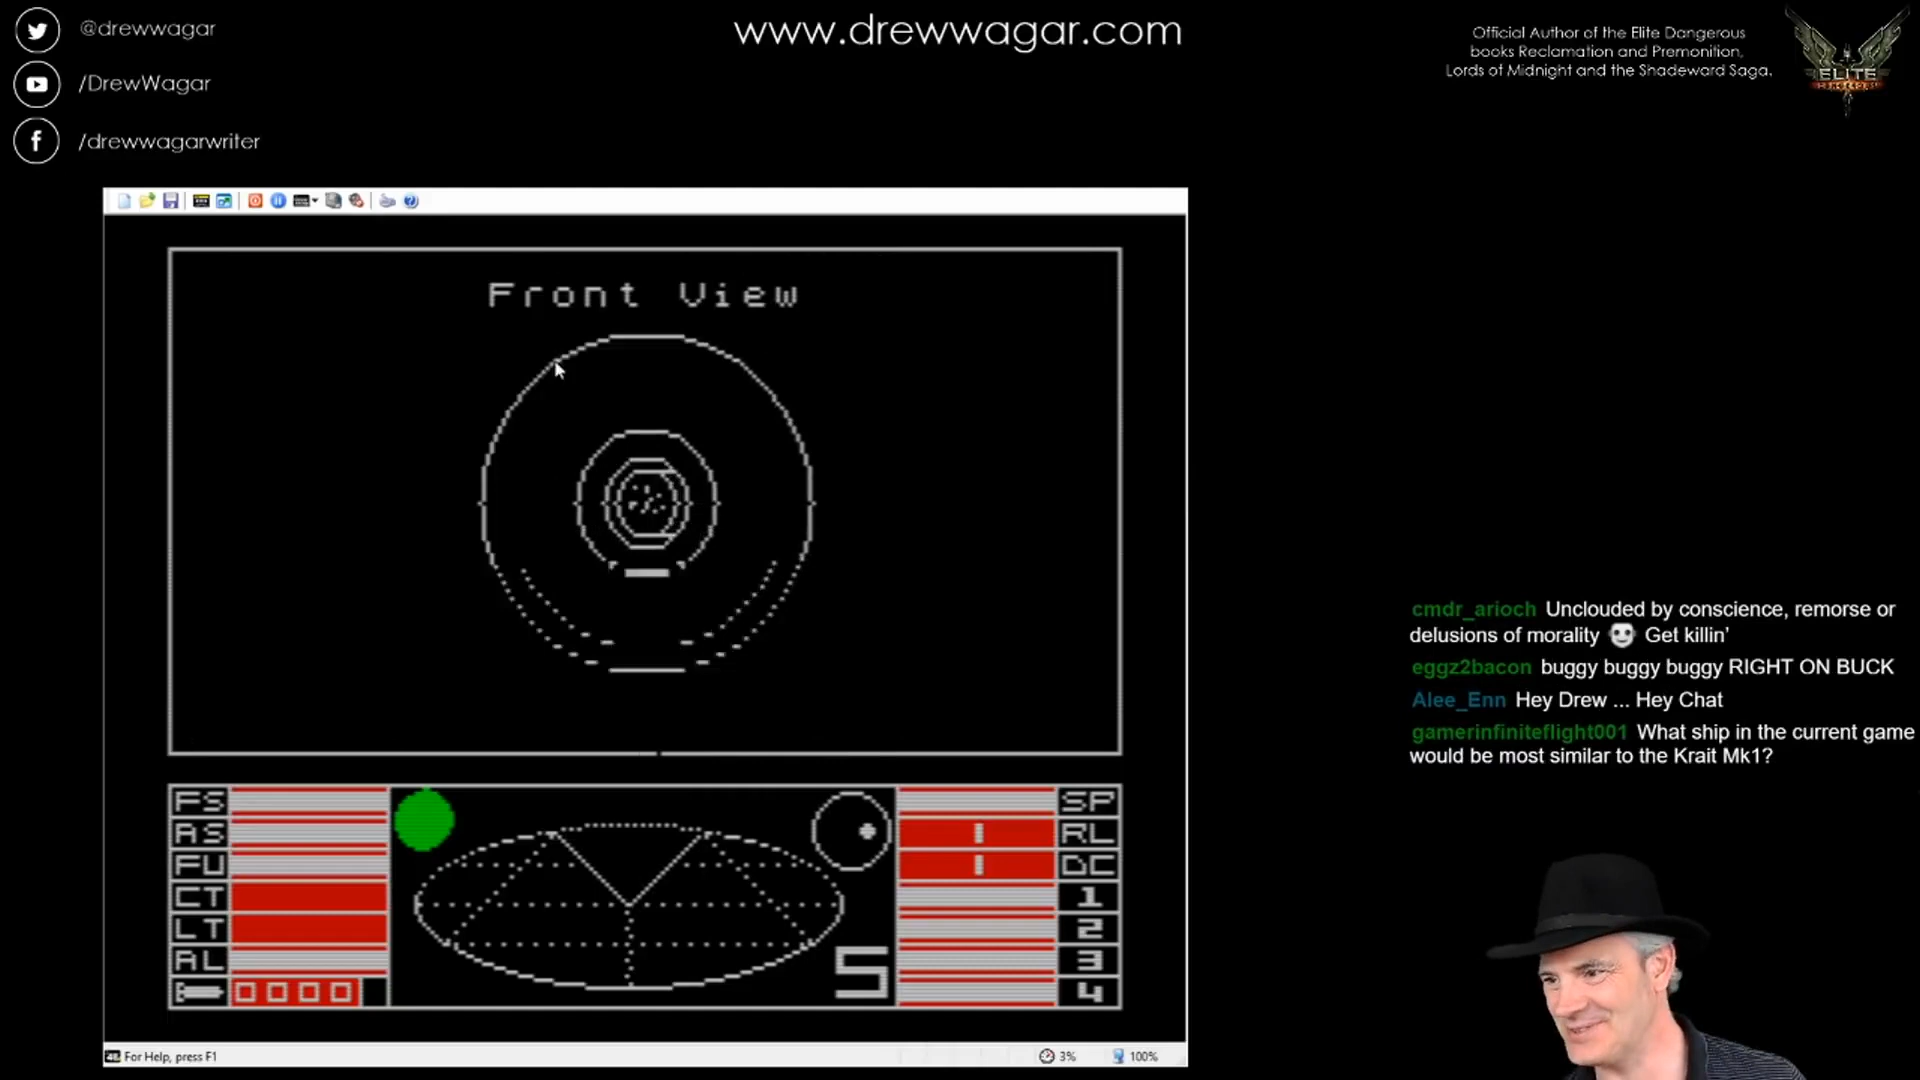 @drewwagar
/DrewWagar
/drewwagarwriter
www.drewwagar.com
Official Author of the Elite Dangerous
books Reclamation and Premonition,
Lords of Midnight and the Shadeward Saga.
ELITE
DANGEROUS
Front View
FS
AS
FU
CT
LT
AL
S
SP
RL
DC
1
2
3
4
For Help, press F1
3%
100%
cmdr_arioch Unclouded by conscience, remorse or
delusions of morality Get killin'
eggz2bacon buggy buggy buggy RIGHT ON BUCK
Alee_Enn Hey Drew ... Hey Chat
gamerinfiniteflight001 What ship in the current game
would be most similar to the Krait Mk1?